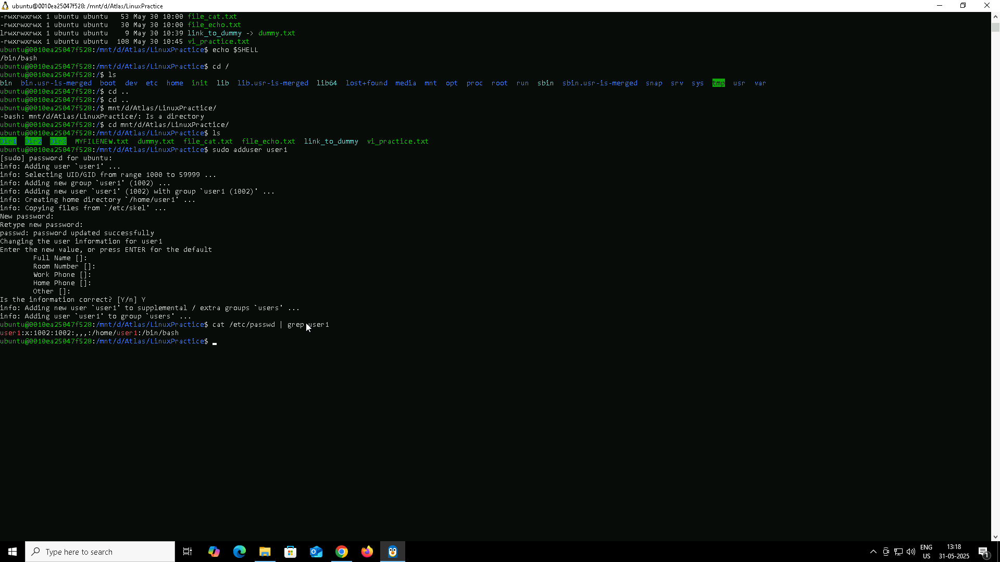 ubuntu@0010ea25047f528: /mnt/d/Atlas/LinuxPractice
-rwxrwxrwx 1 ubuntu ubuntu   53 May 30 10:00 file_cat.txt
-rwxrwxrwx 1 ubuntu ubuntu   30 May 30 10:00 file_echo.txt
lrwxrwxrwx 1 ubuntu ubuntu    9 May 30 10:39 link_to_dummy -> dummy.txt
-rwxrwxrwx 1 ubuntu ubuntu  108 May 30 10:45 vi_practice.txt
ubuntu@0010ea25047f528:/mnt/d/Atlas/LinuxPractice$ echo $SHELL
/bin/bash
ubuntu@0010ea25047f528:/mnt/d/Atlas/LinuxPractice$ cd /
ubuntu@0010ea25047f528:/$ ls
bin  bin.usr-is-merged  boot  dev  etc  home  init  lib  lib.usr-is-merged  lib64  lost+found  media  mnt  opt  proc  root  run  sbin  sbin.usr-is-merged  snap  srv  sys  tmp  usr  var
ubuntu@0010ea25047f528:/$ cd ..
ubuntu@0010ea25047f528:/$ cd ..
ubuntu@0010ea25047f528:/$ mnt/d/Atlas/LinuxPractice/
-bash: mnt/d/Atlas/LinuxPractice/: Is a directory
ubuntu@0010ea25047f528:/$ cd mnt/d/Atlas/LinuxPractice/
ubuntu@0010ea25047f528:/mnt/d/Atlas/LinuxPractice$ ls
Dir1  Dir2  Dir3  MYFILENEW.txt  dummy.txt  file_cat.txt  file_echo.txt  link_to_dummy  vi_practice.txt
ubuntu@0010ea25047f528:/mnt/d/Atlas/LinuxPractice$ sudo adduser user1
[sudo] password for ubuntu:
info: Adding user `user1' ...
info: Selecting UID/GID from range 1000 to 59999 ...
info: Adding new group `user1' (1002) ...
info: Adding new user `user1' (1002) with group `user1 (1002)' ...
info: Creating home directory `/home/user1' ...
info: Copying files from `/etc/skel' ...
New password:
Retype new password:
passwd: password updated successfully
Changing the user information for user1
Enter the new value, or press ENTER for the default
        Full Name []:
        Room Number []:
        Work Phone []:
        Home Phone []:
        Other []:
Is the information correct? [Y/n] Y
info: Adding new user `user1' to supplemental / extra groups `users' ...
info: Adding user `user1' to group `users' ...
ubuntu@0010ea25047f528:/mnt/d/Atlas/LinuxPractice$ cat /etc/passwd | grep user1
user1:x:1002:1002:,,,:/home/user1:/bin/bash
ubuntu@0010ea25047f528:/mnt/d/Atlas/LinuxPractice$
Type here to search
ENG
US
13:18
31-05-2025
1